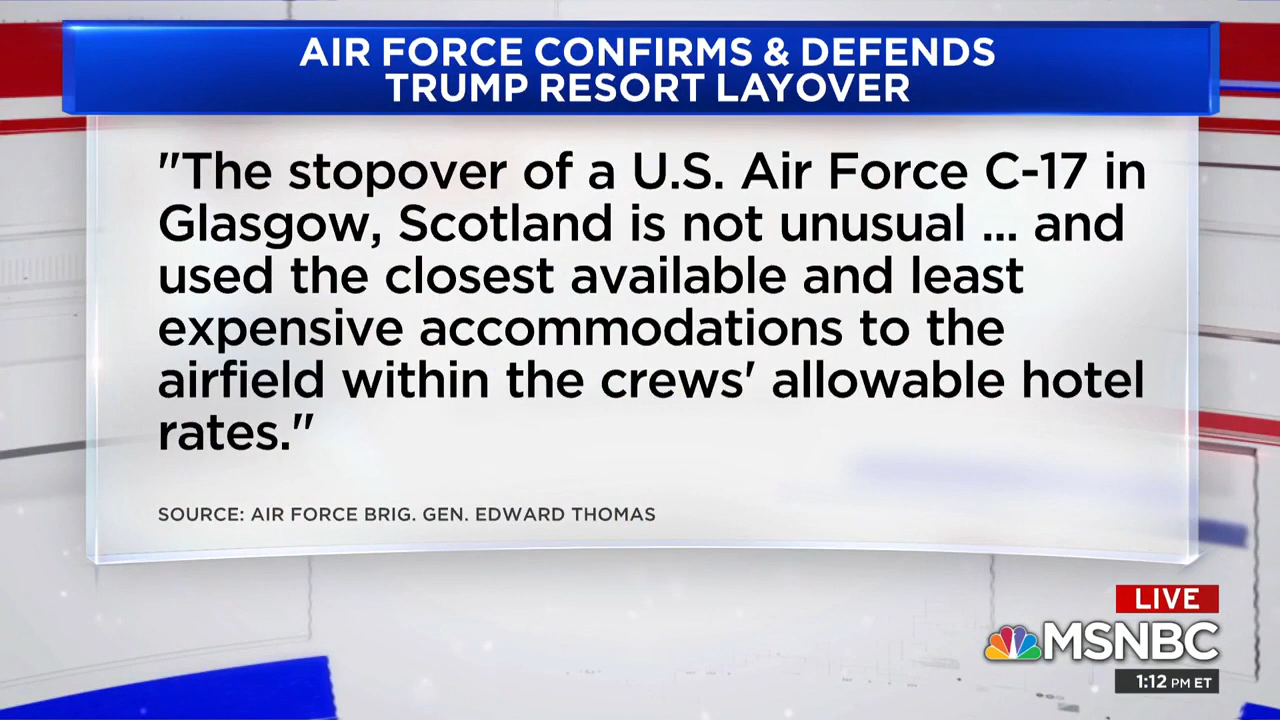 AIR FORCE CONFIRMS & DEFENDS
TRUMP RESORT LAYOVER
"The stopover of a U.S. Air Force C-17 in
Glasgow, Scotland is not unusual ... and
used the closest available and least
expensive accommodations to the
airfield within the crews' allowable hotel
rates."
SOURCE: AIR FORCE BRIG. GEN. EDWARD THOMAS
LIVE
MSNBC
1:12 PM ET